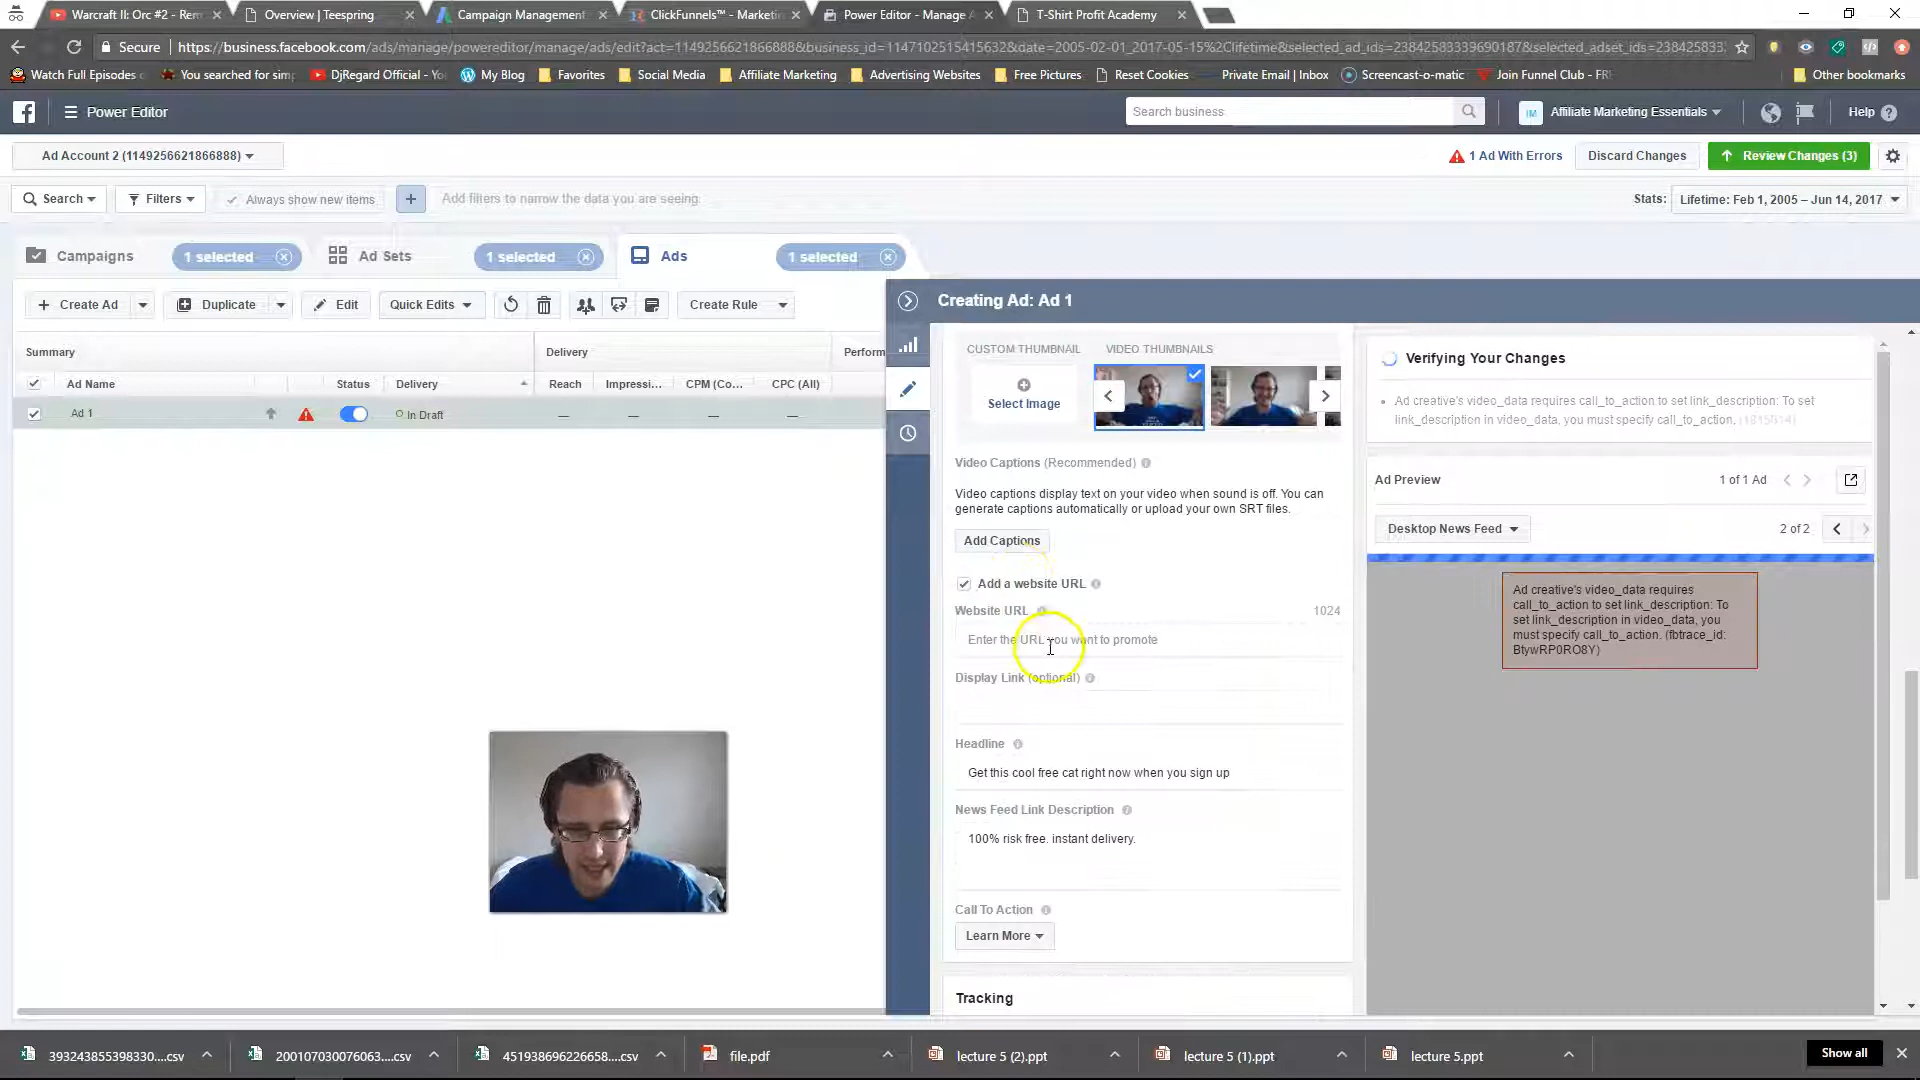 Warcraft II: Orc #2 - Rem
Overview | Teespring
Campaign Management
ClickFunnels™ - Marketin
Power Editor - Manage A
T-Shirt Profit Academy
Secure
https://business.facebook.com/ads/manage/powereditor/manage/ads/edit?act=1149256621866888&business_id=1147102515415632&date=2005-02-01_2017-05-15%2Clifetime&selected_ad_ids=23842583339690187&selected_adset_ids=238425833
Watch Full Episodes
You searched for sim
DjRegard Official - Yo
My Blog
Favorites
Social Media
Affiliate Marketing
Advertising Websites
Free Pictures
Reset Cookies
Private Email | Inbox
Screencast-o-matic
Join Funnel Club - FR
Other bookmarks
Power Editor
Search business
IM
Affiliate Marketing Essentials
Help
Ad Account 2 (1149256621866888)
1 Ad With Errors
Discard Changes
Review Changes (3)
Search
Filters
Always show new items
Add filters to narrow the data you are seeing.
Stats:
Lifetime: Feb 1, 2005 – Jun 14, 2017
Campaigns
1 selected
Ad Sets
1 selected
Ads
1 selected
Create Ad
Duplicate
Edit
Quick Edits
Create Rule
Creating Ad: Ad 1
Summary
Delivery
Perform
Ad Name
Status
Delivery
Reach
Impressi...
CPM (Co...
CPC (All)
Ad 1
In Draft
CUSTOM THUMBNAIL
VIDEO THUMBNAILS
Select Image
Video Captions (Recommended)
Video captions display text on your video when sound is off. You can
generate captions automatically or upload your own SRT files.
Add Captions
Add a website URL
Website URL
1024
Enter the URL you want to promote
Display Link (optional)
Headline
Get this cool free cat right now when you sign up
News Feed Link Description
100% risk free. instant delivery.
Call To Action
Learn More
Tracking
Verifying Your Changes
Ad creative's video_data requires call_to_action to set link_description: To set
link_description in video_data, you must specify call_to_action. (1815614)
Ad Preview
1 of 1 Ad
Desktop News Feed
2 of 2
Ad creative's video_data requires
call_to_action to set link_description: To
set link_description in video_data, you
must specify call_to_action. (fbtrace_id:
BtywRP0RO8Y)
393243855398330....csv
200107030076063....csv
451938696226658....csv
file.pdf
lecture 5 (2).ppt
lecture 5 (1).ppt
lecture 5.ppt
Show all